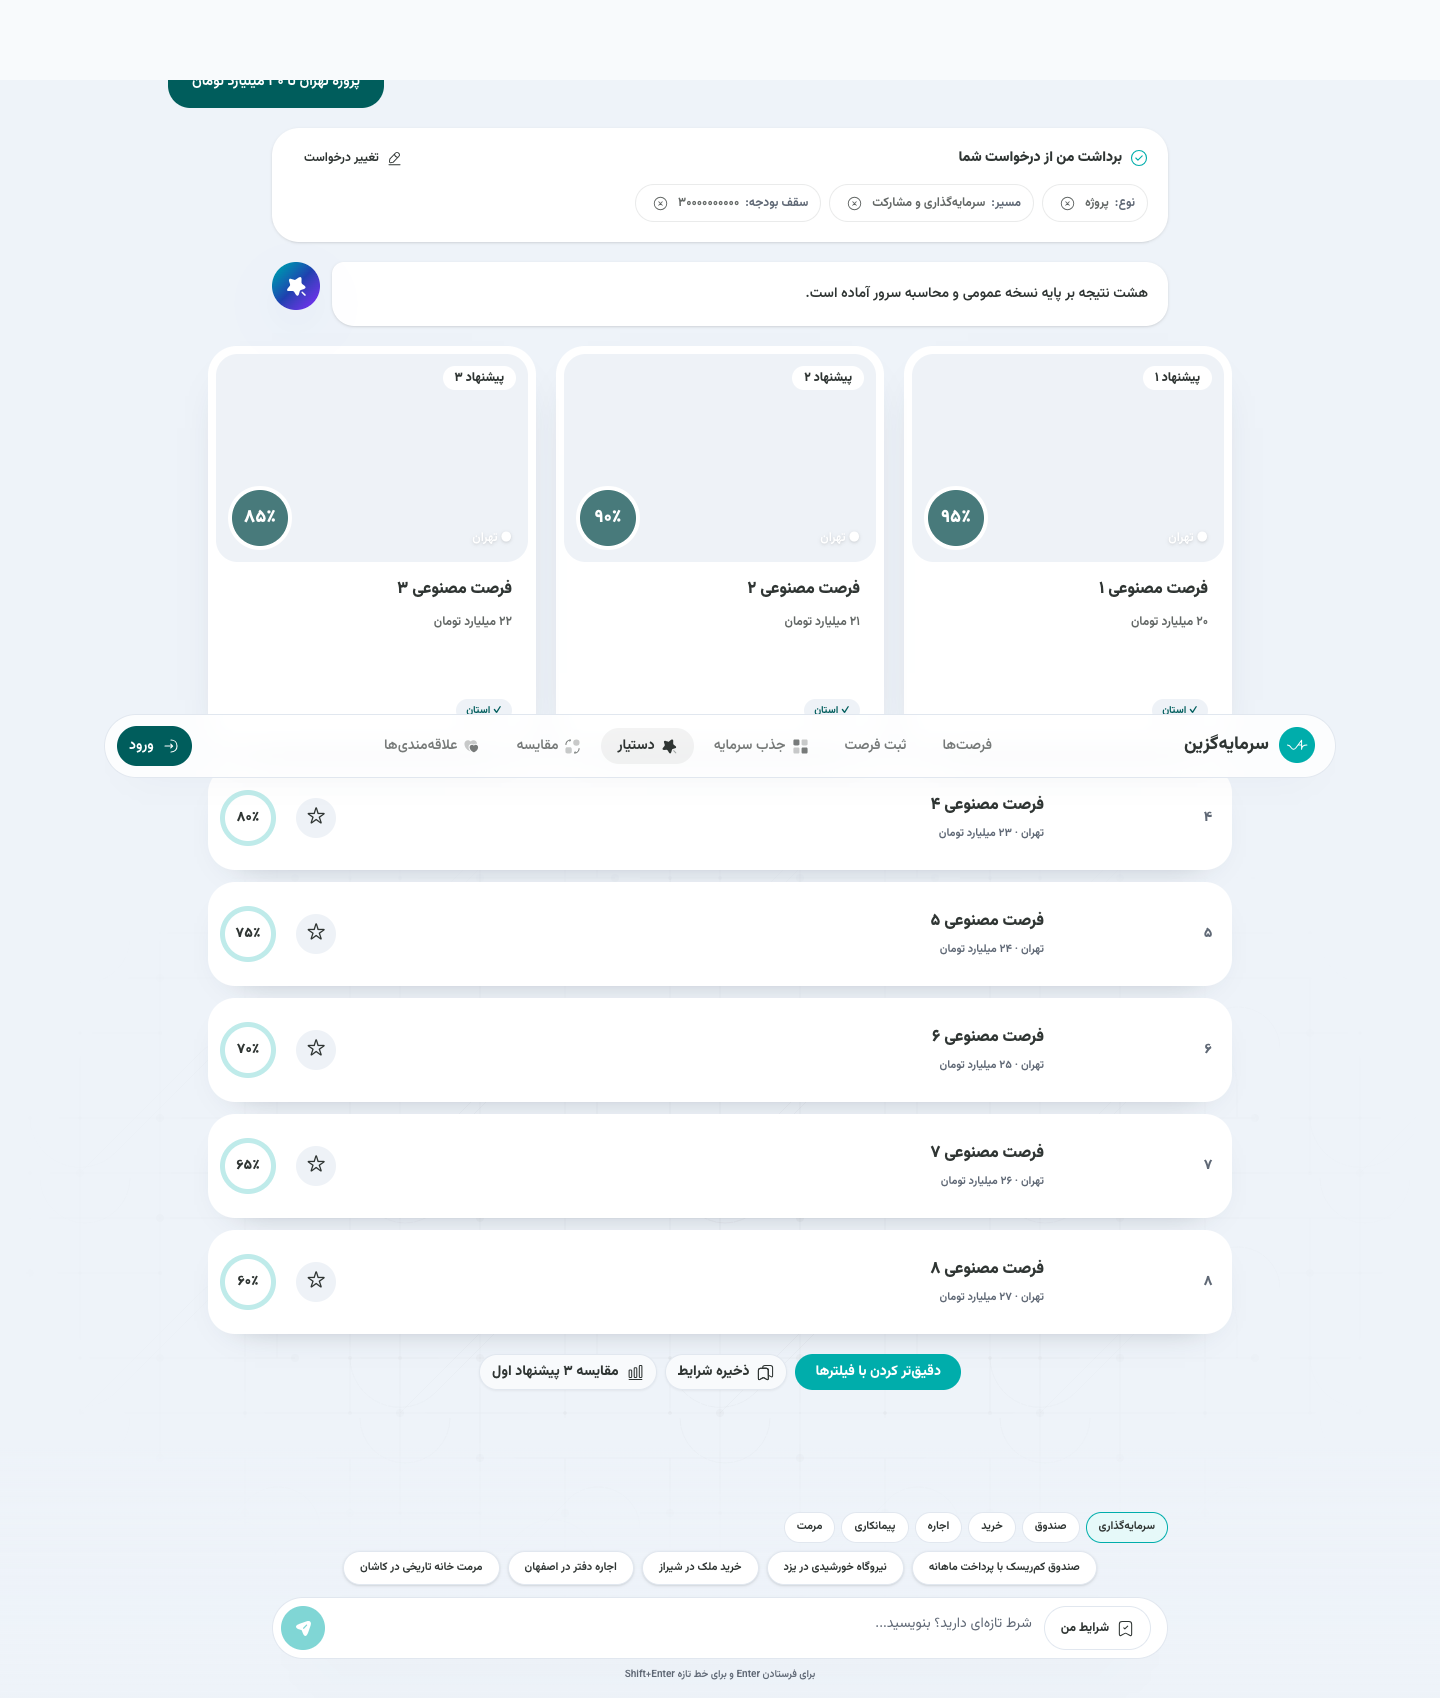 پروژه تهران تا ۳۰ میلیارد تومان
برداشت من از درخواست شما
تغییر درخواست
نوع: پروژه
مسیر: سرمایه‌گذاری و مشارکت
سقف بودجه: ۳۰۰۰۰۰۰۰۰۰۰
هشت نتیجه بر پایه نسخه عمومی و محاسبه سرور آماده است.
پیشنهاد ۱
۹۵٪
تهران
فرصت مصنوعی ۱
۲۰ میلیارد تومان
✓ استان
پیشنهاد ۲
۹۰٪
تهران
فرصت مصنوعی ۲
۲۱ میلیارد تومان
✓ استان
پیشنهاد ۳
۸۵٪
تهران
فرصت مصنوعی ۳
۲۲ میلیارد تومان
✓ استان
سرمایه‌گزین
فرصت‌ها
ثبت فرصت
جذب سرمایه
دستیار
مقایسه
علاقه‌مندی‌ها
ورود
۴
فرصت مصنوعی ۴
تهران · ۲۳ میلیارد تومان
۸۰٪
۵
فرصت مصنوعی ۵
تهران · ۲۴ میلیارد تومان
۷۵٪
۶
فرصت مصنوعی ۶
تهران · ۲۵ میلیارد تومان
۷۰٪
۷
فرصت مصنوعی ۷
تهران · ۲۶ میلیارد تومان
۶۵٪
۸
فرصت مصنوعی ۸
تهران · ۲۷ میلیارد تومان
۶۰٪
دقیق‌تر کردن با فیلترها
ذخیره شرایط
مقایسه ۳ پیشنهاد اول
سرمایه‌گذاری
صندوق
خرید
اجاره
پیمانکاری
مرمت
صندوق کم‌ریسک با پرداخت ماهانه
نیروگاه خورشیدی در یزد
خرید ملک در شیراز
اجاره دفتر در اصفهان
مرمت خانه تاریخی در کاشان
شرایط من
شرط تازه‌ای دارید؟ بنویسید...
برای فرستادن Enter و برای خط تازه Shift+Enter